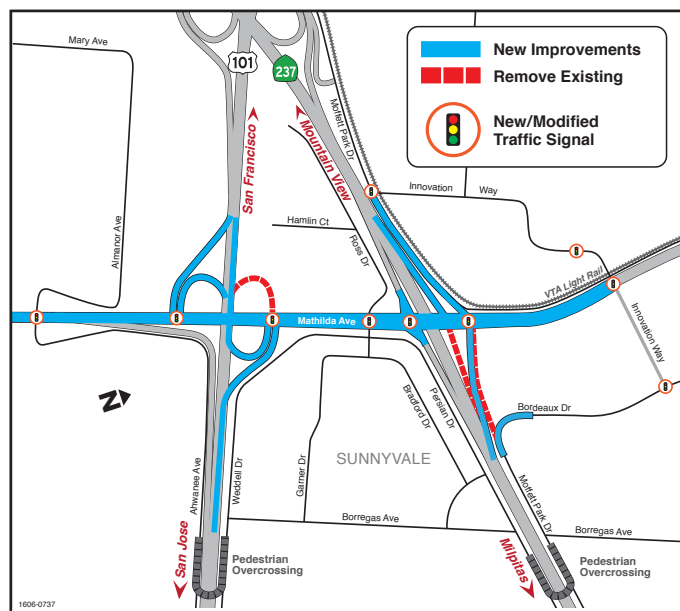 Mary Ave
101
237
New Improvements
Remove Existing
New/Modified
Traffic Signal
San Francisco
Mountain View
Moffett Park Dr
Innovation
Way
Almanor Ave
Hamlin Ct
Ross Dr
VTA Light Rail
Mathilda Ave
Innovation Way
N
Bradford Dr
Persian Dr
Bordeaux Dr
SUNNYVALE
Ahwanee Ave
Weddell Dr
Garner Dr
Moffett Park Dr
Borregas Ave
Borregas Ave
San Jose
Pedestrian
Overcrossing
Milpitas
Pedestrian
Overcrossing
1606-0737